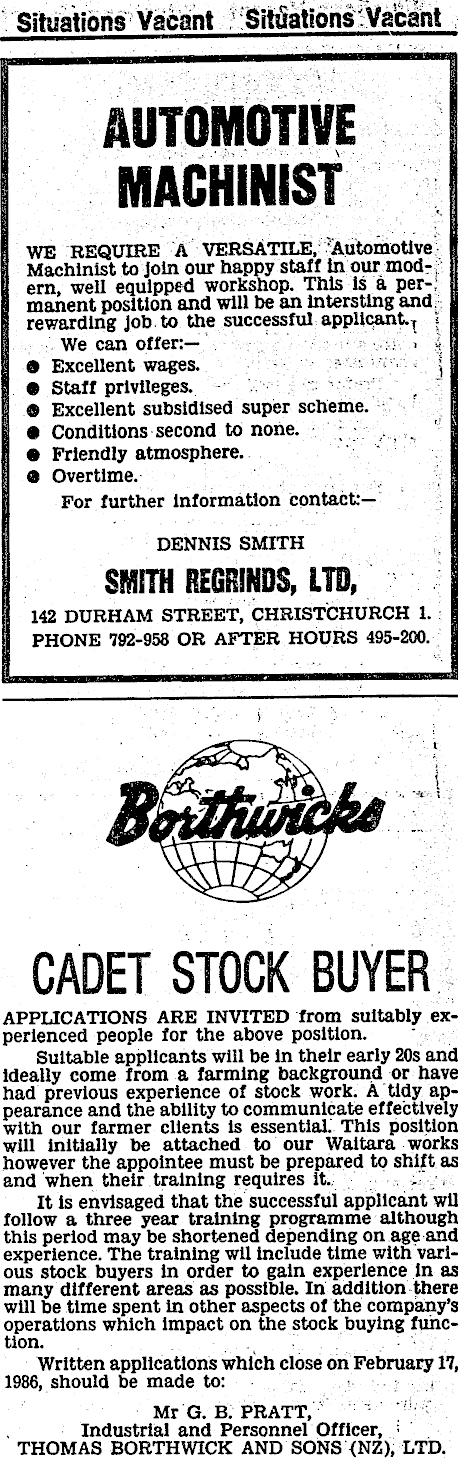 Situations Vacant Situations Vacant
AUTOMOTIVE
MACHINIST
WE REQUIRE A VERSATILE, Automotive
Machinist to join our happy staff in our mod-
ern, well equipped workshop. This is a per-
manent position and will be an intersting and
rewarding job to the successful applicant.
We can offer:—
● Excellent wages.
● Staff privileges.
● Excellent subsidised super scheme.
● Conditions second to none.
● Friendly atmosphere.
● Overtime.
For further information contact:—
DENNIS SMITH
SMITH REGRINDS, LTD,
142 DURHAM STREET, CHRISTCHURCH 1.
PHONE 792-958 OR AFTER HOURS 495-200.
Borthwicks
CADET STOCK BUYER
APPLICATIONS ARE INVITED from suitably ex-
perienced people for the above position.
Suitable applicants will be in their early 20s and
ideally come from a farming background or have
had previous experience of stock work. A tidy ap-
pearance and the ability to communicate effectively
with our farmer clients is essential. This position
will initially be attached to our Waitara works
however the appointee must be prepared to shift as
and when their training requires it.
It is envisaged that the successful applicant wil
follow a three year training programme although
this period may be shortened depending on age and
experience. The training wil include time with vari-
ous stock buyers in order to gain experience in as
many different areas as possible. In addition there
will be time spent in other aspects of the company's
operations which impact on the stock buying func-
tion.
Written applications which close on February 17,
1986, should be made to:
Mr G. B. PRATT,
Industrial and Personnel Officer,
THOMAS BORTHWICK AND SONS (NZ), LTD.